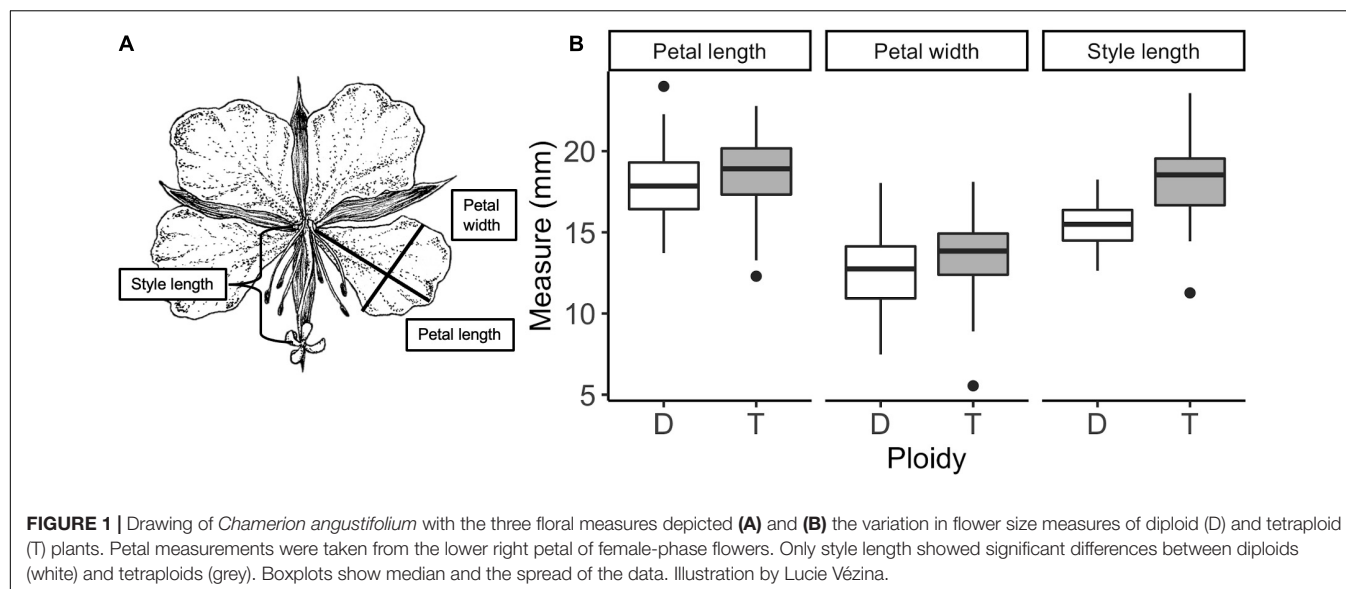 A
Petal
width
Style length
Petal length
B
Petal length
Petal width
Style length
Measure (mm)
20
15
10
5
D
T
D
T
D
T
Ploidy
FIGURE 1 | Drawing of Chamerion angustifolium with the three floral measures depicted (A) and (B) the variation in flower size measures of diploid (D) and tetraploid
(T) plants. Petal measurements were taken from the lower right petal of female-phase flowers. Only style length showed significant differences between diploids
(white) and tetraploids (grey). Boxplots show median and the spread of the data. Illustration by Lucie Vézina.